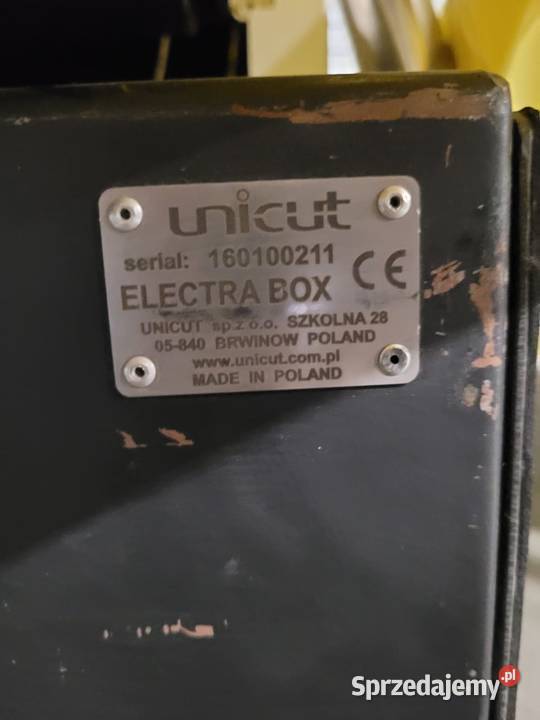 unicut
serial: 160100211
CE
ELECTRA BOX
UNICUT sp.z o.o. SZKOLNA 28
05-840 BRWINOW POLAND
www.unicut.com.pl
MADE IN POLAND
Sprzedajemy.pl